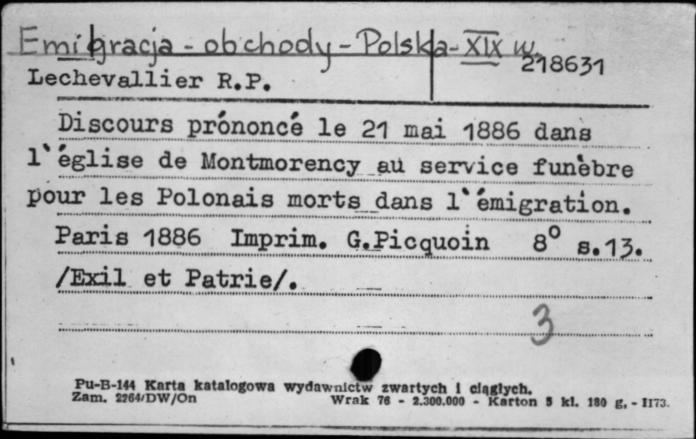 Emigracja - obchody - Polska - XIX w.
218631
Lechevallier R.P.
Discours prónoncé le 21 mai 1886 dans
l`église de Montmorency au service funèbre
pour les Polonais morts dans l`émigration.
Paris 1886 Imprim. G.Picquoin 8° s.13.
/Exil et Patrie/.
3
Pu-B-144 Karta katalogowa wydawnictw zwartych i ciągłych.
Zam. 2264/DW/On Wrak 76 - 2.300.000 - Karton 5 kl. 180 g. - II73.